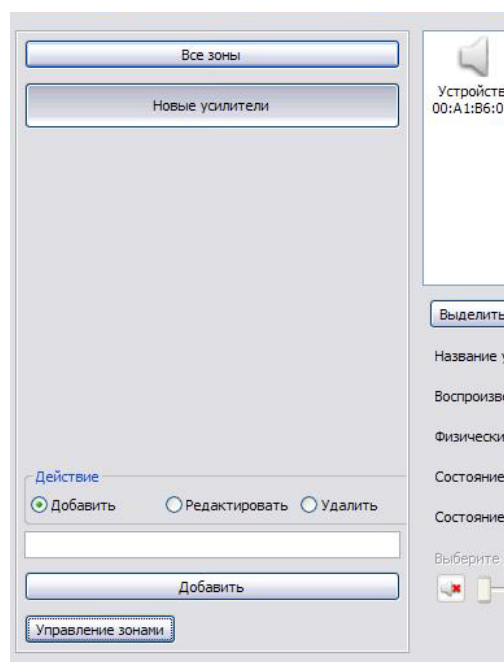 Все зоны
Новые усилители
Действие
Добавить Редактировать Удалить
Добавить
Управление зонами
Устройств
00:A1:B6:0
Выделить
Название
Воспроизв
Физически
Состояние
Состояние
Выберите